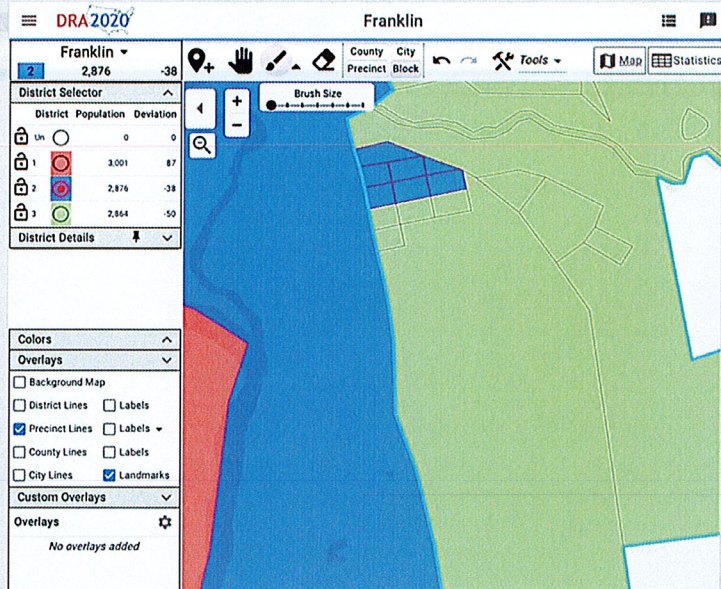 DRA2020
Franklin
Franklin
2 2,876 -38
County City
Precinct Block
Tools
Map
Statistics
District Selector
District Population Deviation
Un 0 0
1 3,001 87
2 2,876 -38
3 2,864 -50
District Details
Brush Size
Colors
Overlays
Background Map
District Lines Labels
Precinct Lines Labels
County Lines Labels
City Lines Landmarks
Custom Overlays
Overlays
No overlays added